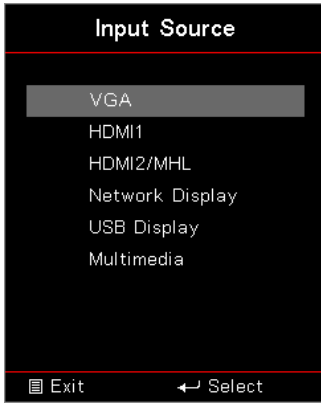 Input Source
VGA
HDMI1
HDMI2/MHL
Network Display
USB Display
Multimedia
Exit Select